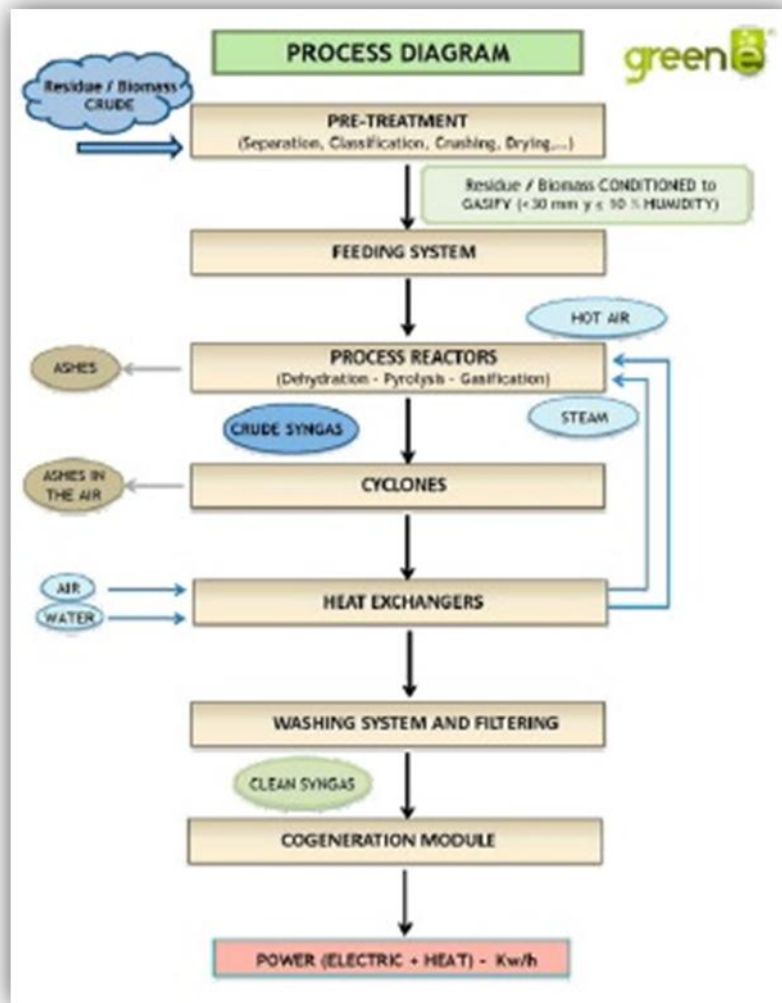 PROCESS DIAGRAM
green e
Residue / Biomass
CRUDE
PRE-TREATMENT
(Separation, Classification, Crushing, Drying,...)
Residue / Biomass CONDITIONED to
GASIFY (<30 mm y ≤ 10 % HUMIDITY)
FEEDING SYSTEM
HOT AIR
PROCESS REACTORS
(Dehydration - Pyrolysis - Gasification)
ASHES
STEAM
CRUDE SYNGAS
ASHES IN
THE AIR
CYCLONES
AIR
WATER
HEAT EXCHANGERS
WASHING SYSTEM AND FILTERING
CLEAN SYNGAS
COGENERATION MODULE
POWER (ELECTRIC + HEAT) - Kw/h